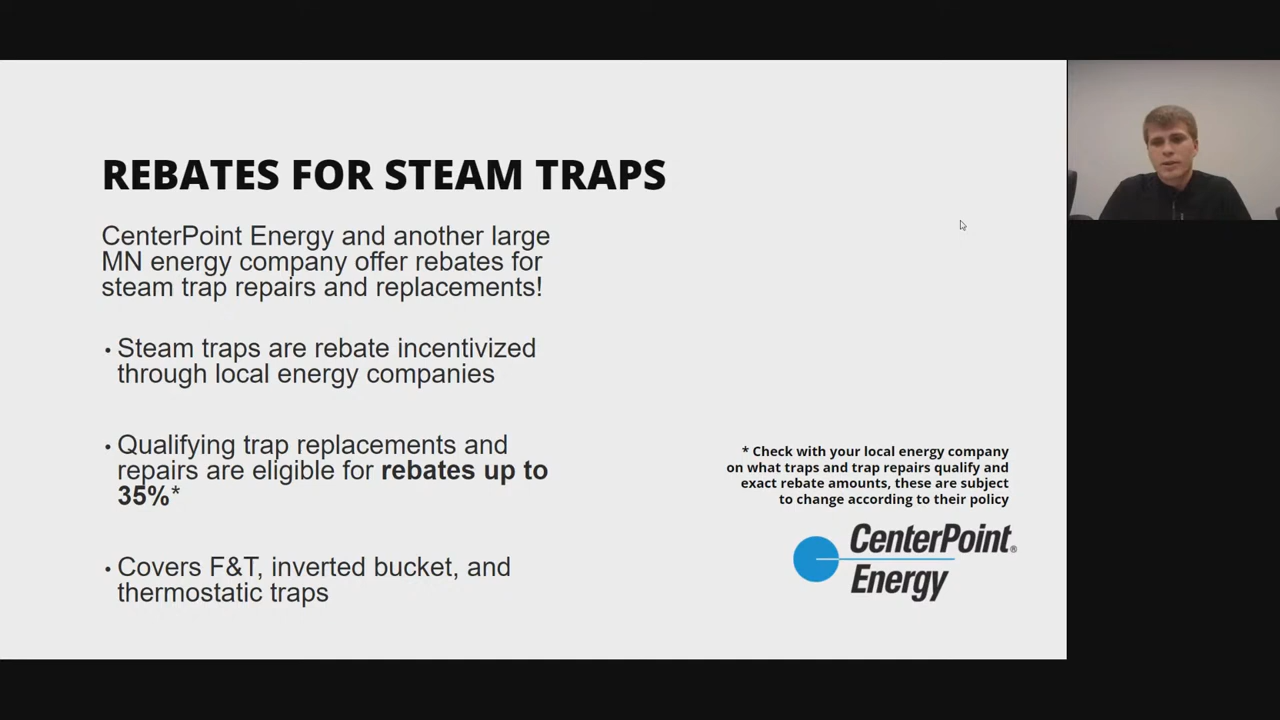 REBATES FOR STEAM TRAPS
CenterPoint Energy and another large
MN energy company offer rebates for
steam trap repairs and replacements!
• Steam traps are rebate incentivized
through local energy companies
• Qualifying trap replacements and
repairs are eligible for rebates up to
35%*
• Covers F&T, inverted bucket, and
thermostatic traps
* Check with your local energy company
on what traps and trap repairs qualify and
exact rebate amounts, these are subject
to change according to their policy
CenterPoint®
Energy